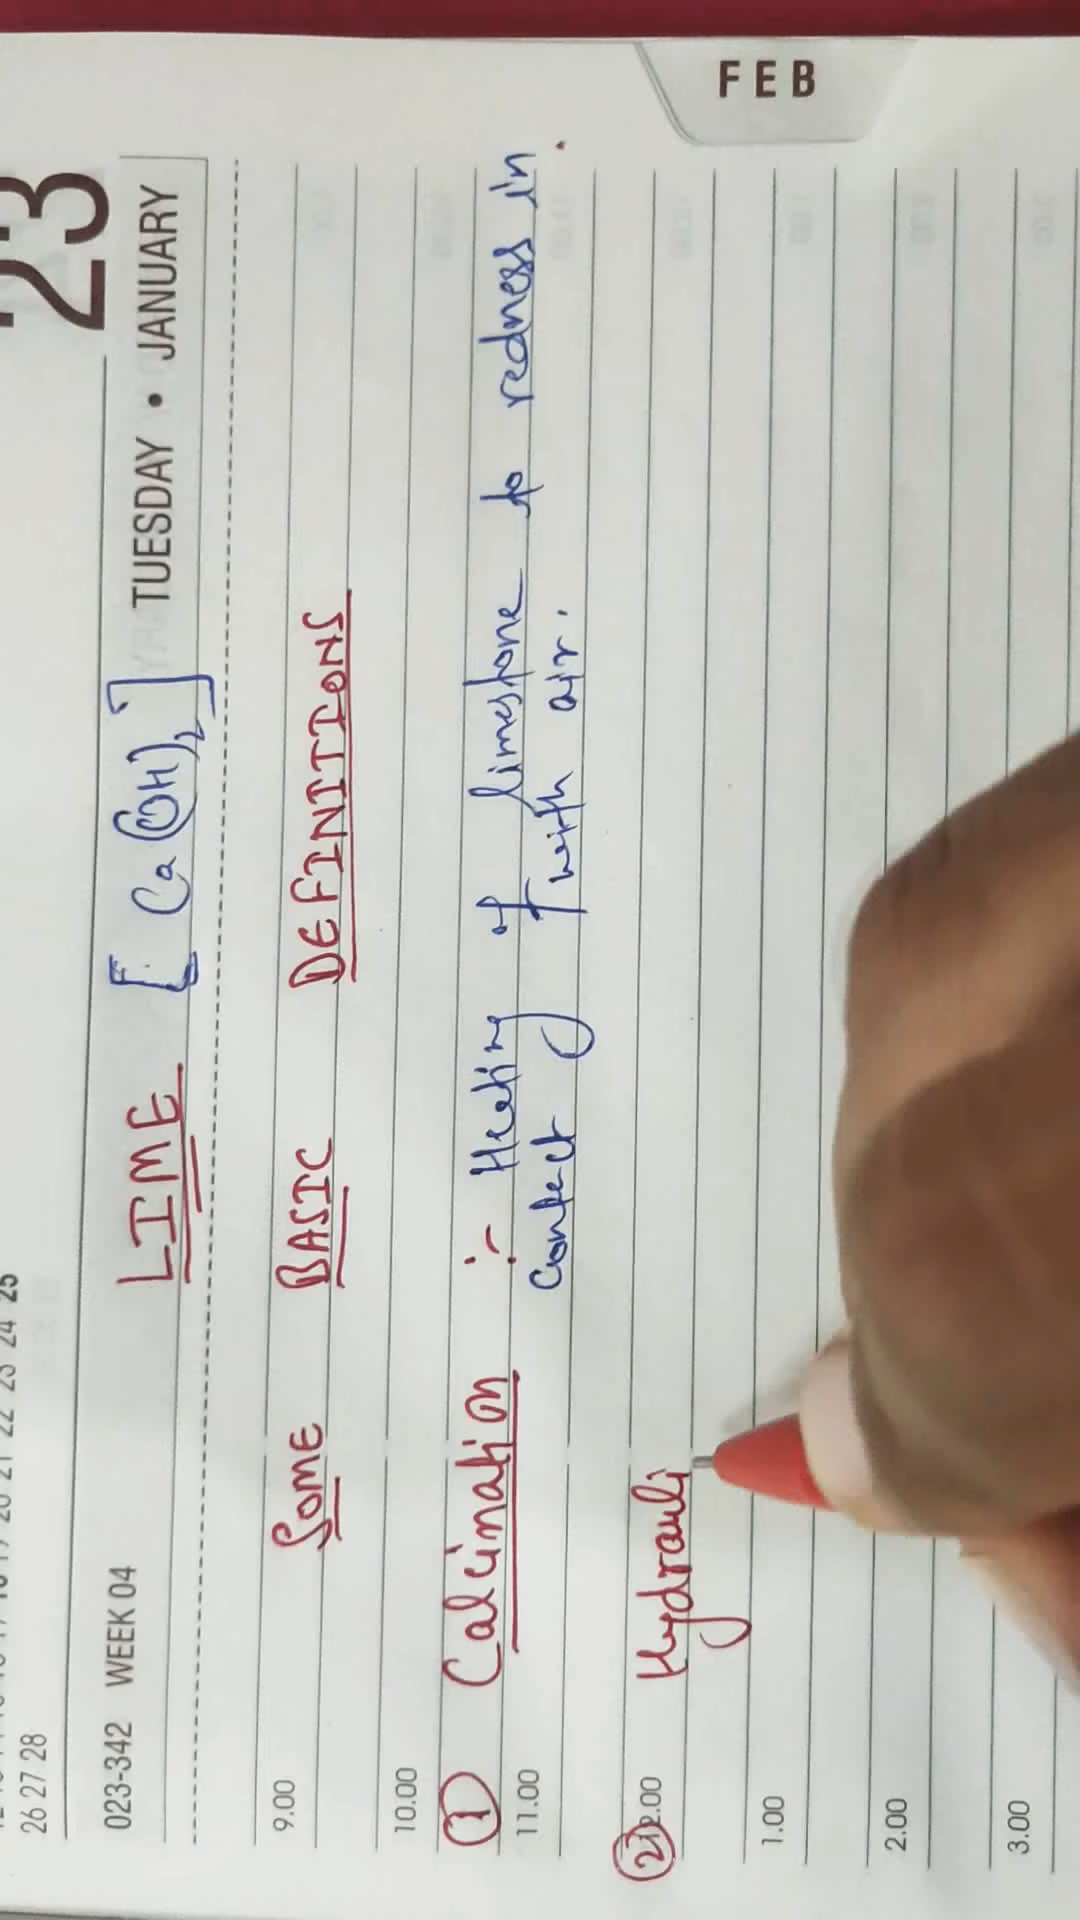 FEB
23
25
26 27 28
023-342 WEEK 04
TUESDAY • JANUARY
LIME [Ca(OH)₂]
9.00
SOME BASIC DEFINITIONS
10.00
① Calcination :- Heating of limestone to redness in
11.00
contact with air.
② Hydrauli
12.00
1.00
2.00
3.00